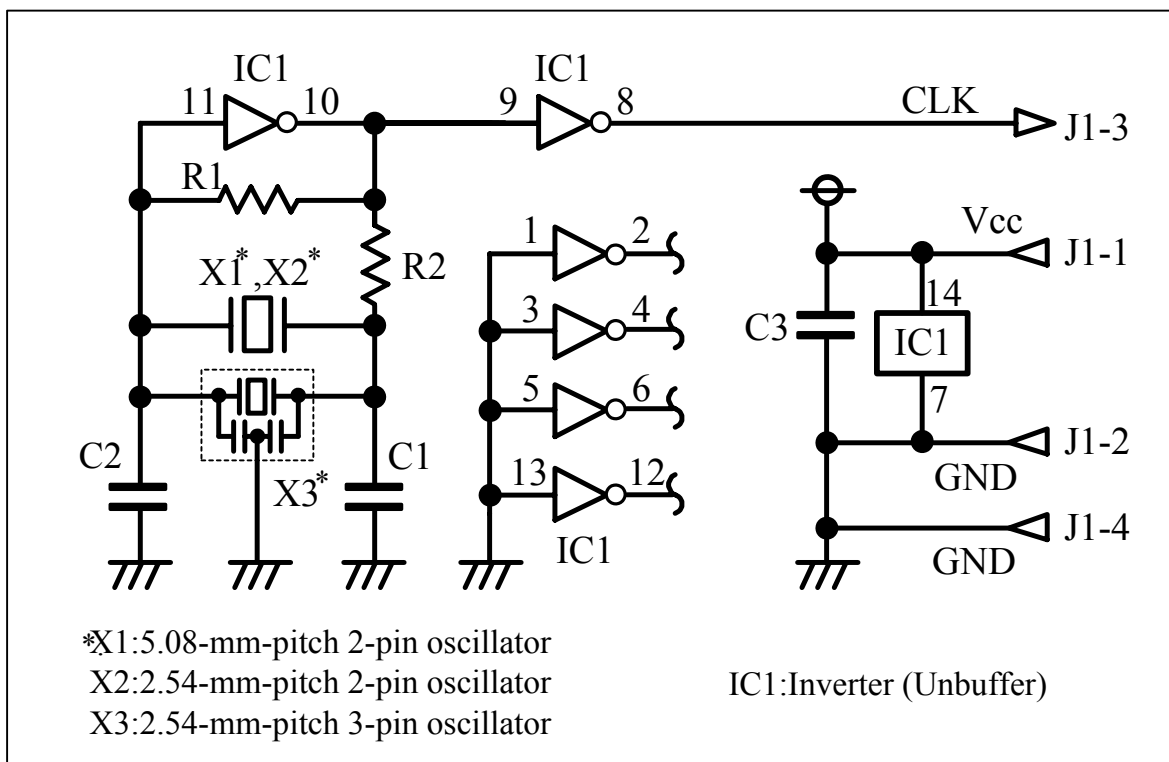 IC1
IC1
11
10
9
8
CLK
J1-3
R1
1
2
Vcc
J1-1
X1*,X2*
R2
14
3
4
C3
IC1
5
6
7
C2
C1
J1-2
X3*
13
12
GND
IC1
J1-4
GND
*X1:5.08-mm-pitch 2-pin oscillator
X2:2.54-mm-pitch 2-pin oscillator
IC1:Inverter (Unbuffer)
X3:2.54-mm-pitch 3-pin oscillator